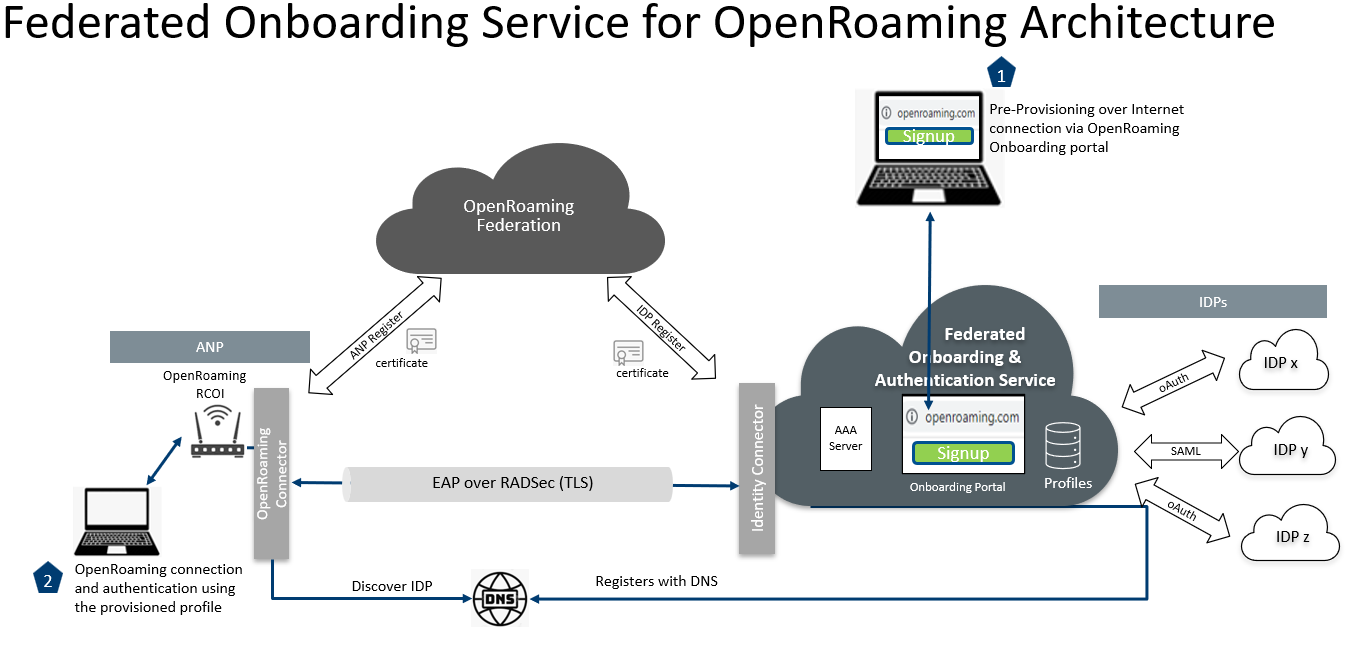 Federated Onboarding Service for OpenRoaming Architecture
1
openroaming.com
Signup
Pre-Provisioning over Internet
connection via OpenRoaming
Onboarding portal
OpenRoaming
Federation
ANP Register
certificate
IDP Register
certificate
ANP
OpenRoaming
RCOI
OpenRoaming
Connector
2
OpenRoaming connection
and authentication using
the provisioned profile
EAP over RADSec (TLS)
Identity Connector
Federated
Onboarding &
Authentication Service
AAA
Server
openroaming.com
Signup
Onboarding Portal
Profiles
IDPs
oAuth
IDP x
SAML
IDP y
oAuth
IDP z
Discover IDP
DNS
Registers with DNS